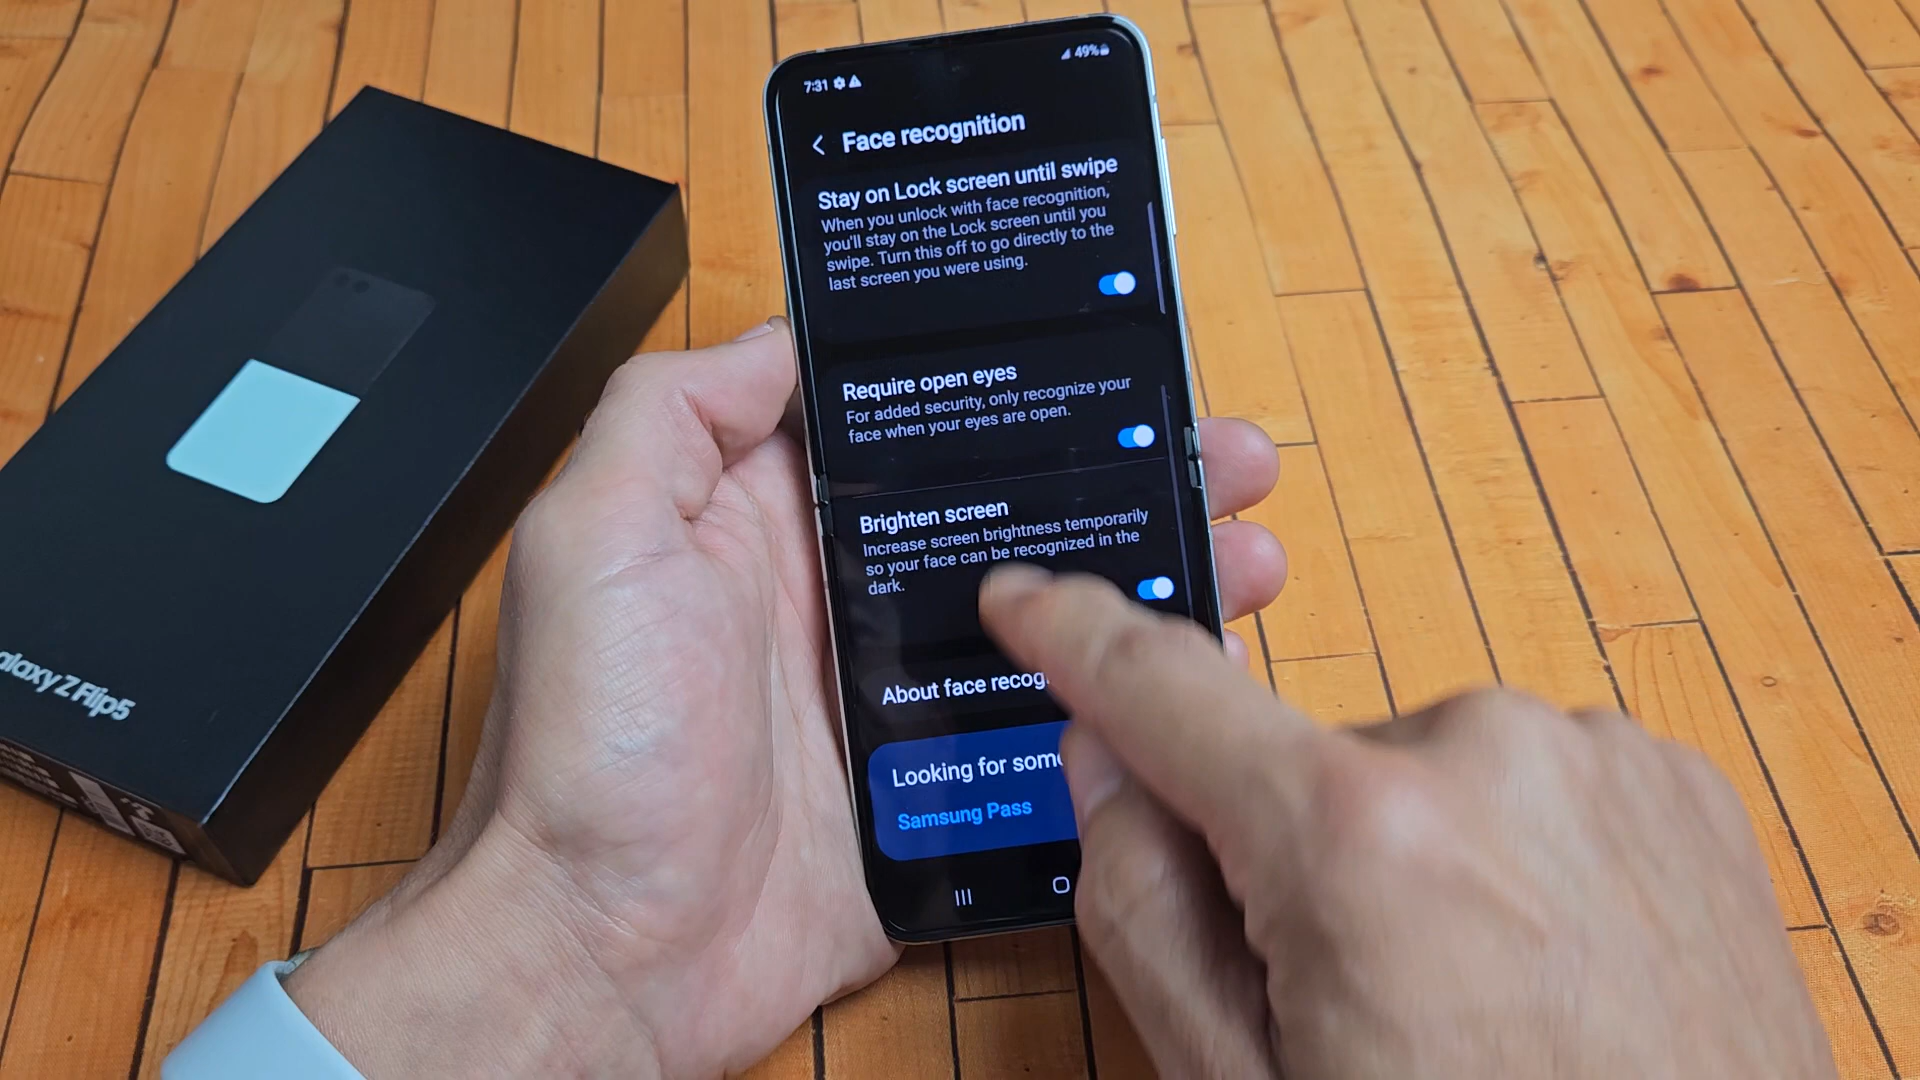 7:31
49%
Face recognition
Stay on Lock screen until swipe
When you unlock with face recognition,
you'll stay on the Lock screen until you
swipe. Turn this off to go directly to the
last screen you were using.
Require open eyes
For added security, only recognize your
face when your eyes are open.
Brighten screen
Increase screen brightness temporarily
so your face can be recognized in the
dark.
About face recog
Looking for some
Samsung Pass
alaxy Z Flip5